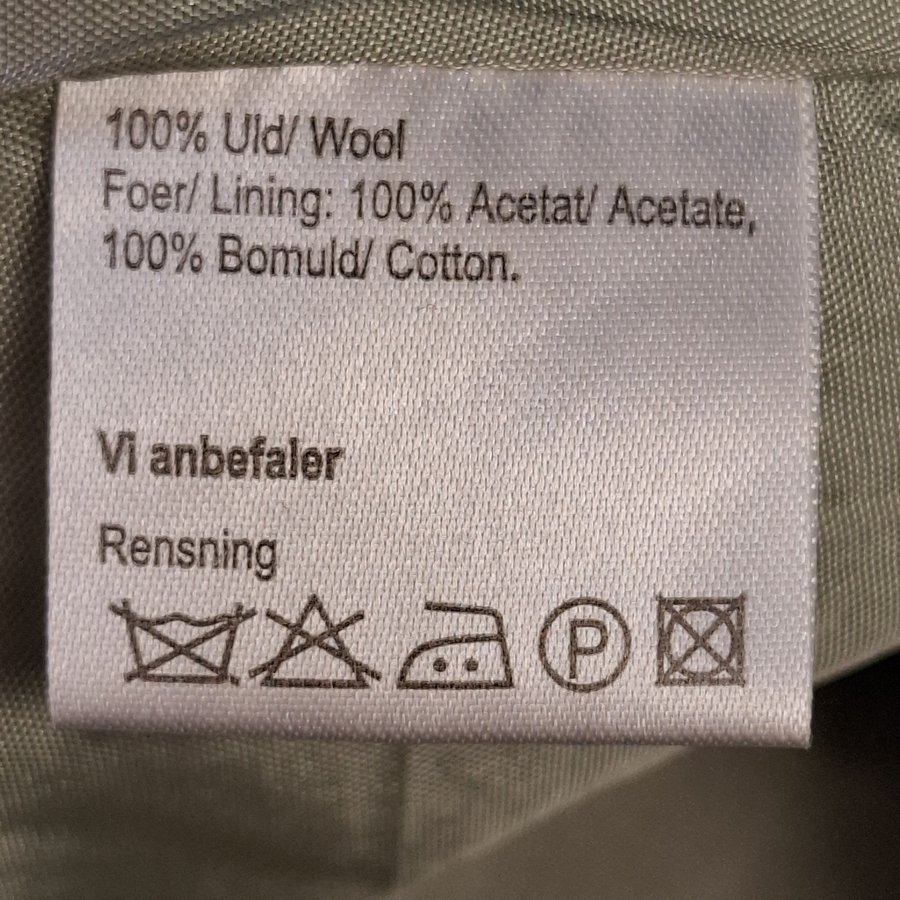 100% Uld/ Wool
Foer/ Lining: 100% Acetat/ Acetate,
100% Bomuld/ Cotton.
Vi anbefaler
Rensning
P